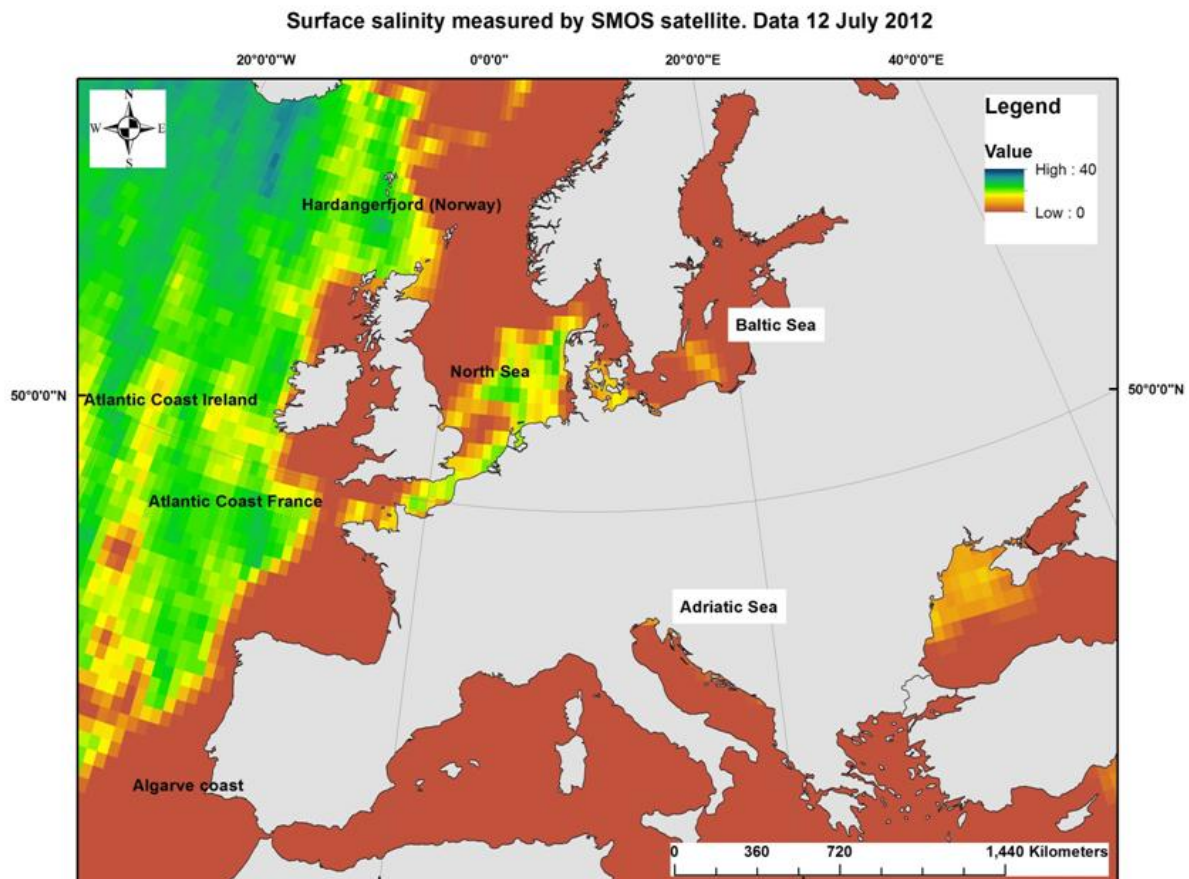 Surface salinity measured by SMOS satellite. Data 12 July 2012
20°0'0"W
0°0'0"
20°0'0"E
40°0'0"E
N
W
E
S
Legend
Value
High : 40
Low : 0
Hardangerfjord (Norway)
Baltic Sea
North Sea
50°0'0"N
50°0'0"N
Atlantic Coast Ireland
Atlantic Coast France
Adriatic Sea
Algarve coast
0 360 720 1,440 Kilometers